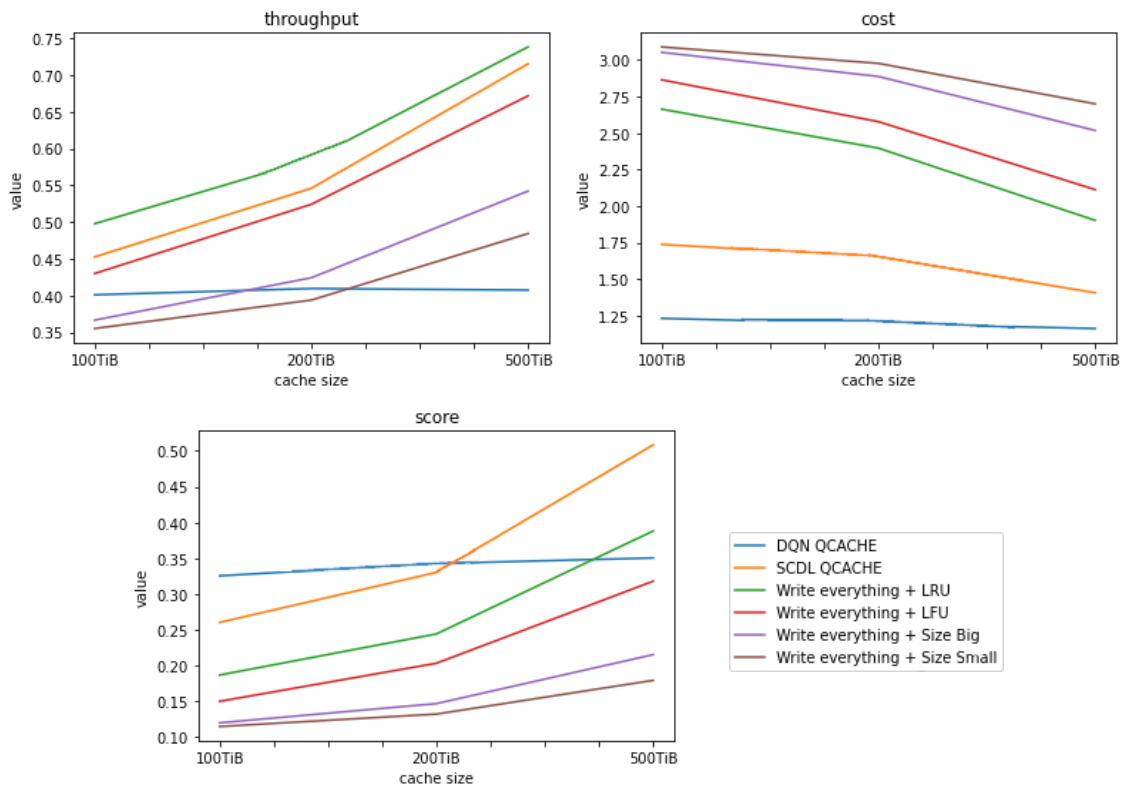 throughput
0.75
0.70
0.65
0.60
0.55
0.50
0.45
0.40
0.35
value
100TiB 200TiB 500TiB
cache size
cost
3.00
2.75
2.50
2.25
2.00
1.75
1.50
1.25
value
100TiB 200TiB 500TiB
cache size
score
0.50
0.45
0.40
0.35
0.30
0.25
0.20
0.15
0.10
value
100TiB 200TiB 500TiB
cache size
DQN QCACHE
SCDL QCACHE
Write everything + LRU
Write everything + LFU
Write everything + Size Big
Write everything + Size Small